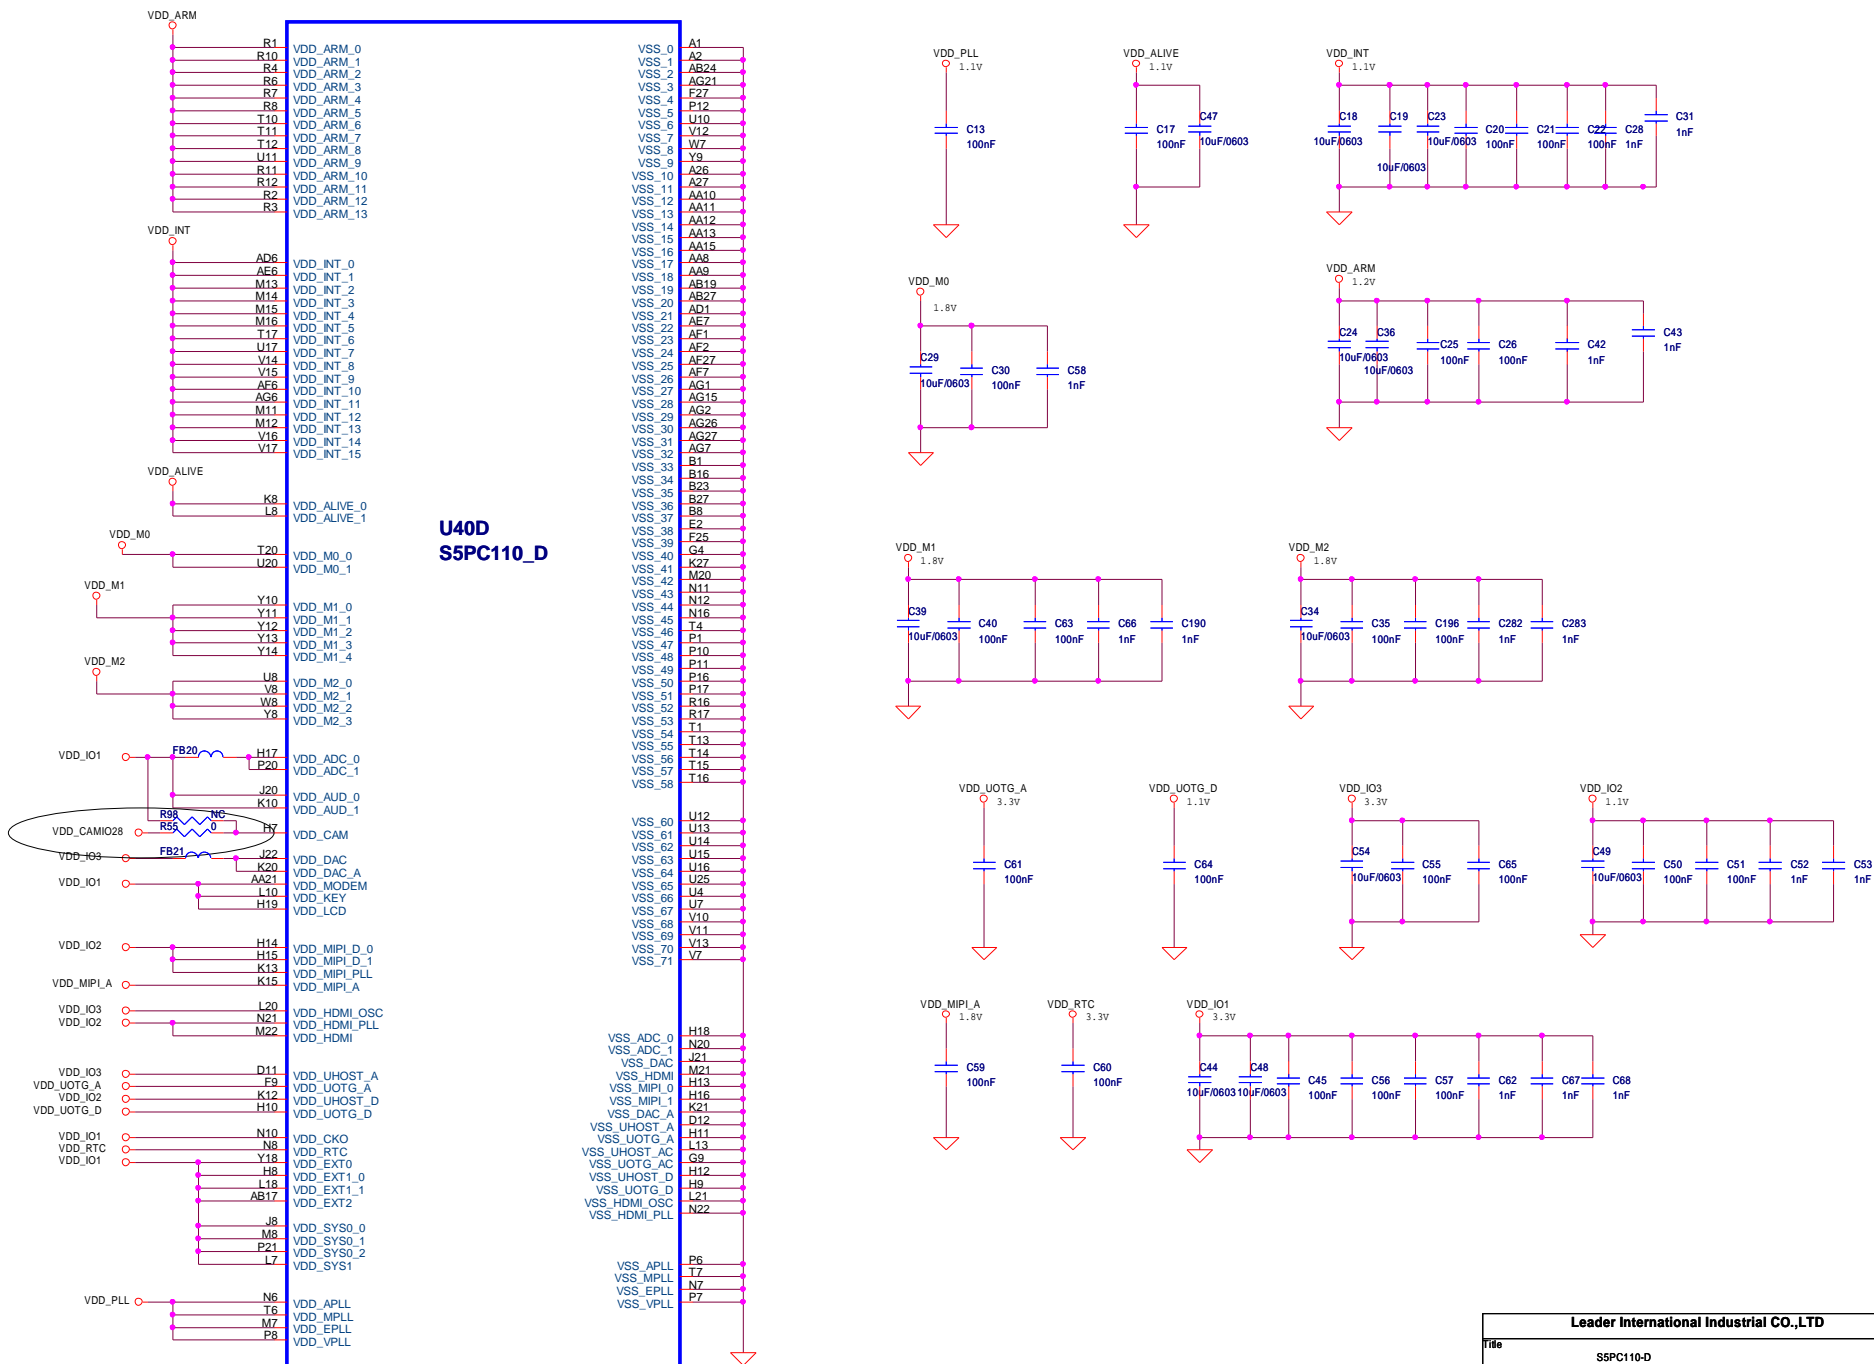 VDD_ARM
R1 VDD_ARM_0
R10 VDD_ARM_1
R4 VDD_ARM_2
R6 VDD_ARM_3
R7 VDD_ARM_4
R8 VDD_ARM_5
T10 VDD_ARM_6
T11 VDD_ARM_7
T12 VDD_ARM_8
U11 VDD_ARM_9
R11 VDD_ARM_10
R12 VDD_ARM_11
R2 VDD_ARM_12
R3 VDD_ARM_13
VDD_INT
AD6 VDD_INT_0
AE6 VDD_INT_1
M13 VDD_INT_2
M14 VDD_INT_3
M15 VDD_INT_4
M16 VDD_INT_5
T17 VDD_INT_6
U17 VDD_INT_7
V14 VDD_INT_8
V15 VDD_INT_9
AF6 VDD_INT_10
AG6 VDD_INT_11
M11 VDD_INT_12
M12 VDD_INT_13
V16 VDD_INT_14
V17 VDD_INT_15
VDD_ALIVE
K8 VDD_ALIVE_0
L8 VDD_ALIVE_1
VDD_M0
T20 VDD_M0_0
U20 VDD_M0_1
VDD_M1
Y10 VDD_M1_0
Y11 VDD_M1_1
Y12 VDD_M1_2
Y13 VDD_M1_3
Y14 VDD_M1_4
VDD_M2
U8 VDD_M2_0
V8 VDD_M2_1
W8 VDD_M2_2
Y8 VDD_M2_3
VDD_IO1 FB20 H17 VDD_ADC_0
P20 VDD_ADC_1
J20 VDD_AUD_0
K10 VDD_AUD_1
R98 NC
VDD_CAMIO28 R55 0 H7 VDD_CAM
VDD_IO3 FB21 J22 VDD_DAC
K20 VDD_DAC_A
VDD_IO1 AA21 VDD_MODEM
L10 VDD_KEY
H19 VDD_LCD
VDD_IO2 H14 VDD_MIPI_D_0
H15 VDD_MIPI_D_1
K13 VDD_MIPI_PLL
VDD_MIPI_A K15 VDD_MIPI_A
VDD_IO3 L20 VDD_HDMI_OSC
VDD_IO2 N21 VDD_HDMI_PLL
M22 VDD_HDMI
VDD_IO3 D11 VDD_UHOST_A
VDD_UOTG_A F9 VDD_UOTG_A
VDD_IO2 K12 VDD_UHOST_D
VDD_UOTG_D H10 VDD_UOTG_D
VDD_IO1 N10 VDD_CKO
VDD_RTC N8 VDD_RTC
VDD_IO1 Y18 VDD_EXT0
H8 VDD_EXT1_0
L18 VDD_EXT1_1
AB17 VDD_EXT2
J8 VDD_SYS0_0
M8 VDD_SYS0_1
P21 VDD_SYS0_2
L7 VDD_SYS1
VDD_PLL N6 VDD_APLL
T6 VDD_MPLL
M7 VDD_EPLL
P8 VDD_VPLL
U40D
S5PC110_D
VSS_0 A1
VSS_1 A2
VSS_2 AB24
VSS_3 AG21
VSS_4 F27
VSS_5 P12
VSS_6 U10
VSS_7 V12
VSS_8 W7
VSS_9 Y9
VSS_10 A26
VSS_11 A27
VSS_12 AA10
VSS_13 AA11
VSS_14 AA12
VSS_15 AA13
VSS_16 AA15
VSS_17 AA8
VSS_18 AA9
VSS_19 AB19
VSS_20 AB27
VSS_21 AD1
VSS_22 AE7
VSS_23 AF1
VSS_24 AF2
VSS_25 AF27
VSS_26 AF7
VSS_27 AG1
VSS_28 AG15
VSS_29 AG2
VSS_30 AG26
VSS_31 AG27
VSS_32 AG7
VSS_33 B1
VSS_34 B16
VSS_35 B23
VSS_36 B27
VSS_37 B8
VSS_38 E2
VSS_39 F25
VSS_40 G4
VSS_41 K27
VSS_42 M20
VSS_43 N11
VSS_44 N12
VSS_45 N16
VSS_46 T4
VSS_47 P1
VSS_48 P10
VSS_49 P11
VSS_50 P16
VSS_51 P17
VSS_52 R16
VSS_53 R17
VSS_54 T1
VSS_55 T13
VSS_56 T14
VSS_57 T15
VSS_58 T16
VSS_60 U12
VSS_61 U13
VSS_62 U14
VSS_63 U15
VSS_64 U16
VSS_65 U25
VSS_66 U4
VSS_67 U7
VSS_68 V10
VSS_69 V11
VSS_70 V13
VSS_71 V7
VSS_ADC_0 H18
VSS_ADC_1 N20
VSS_DAC J21
VSS_HDMI M21
VSS_MIPI_0 H13
VSS_MIPI_1 H16
VSS_DAC_A K21
VSS_UHOST_A D12
VSS_UOTG_A H11
VSS_UHOST_AC L13
VSS_UOTG_AC G9
VSS_UHOST_D H12
VSS_UOTG_D H9
VSS_HDMI_OSC L21
VSS_HDMI_PLL N22
VSS_APLL P6
VSS_MPLL T7
VSS_EPLL N7
VSS_VPLL P7
VDD_PLL
1.1V
C13
100nF
VDD_ALIVE
1.1V
C17
100nF
C47
10uF/0603
VDD_INT
1.1V
C18
10uF/0603
C19
10uF/0603
C23
10uF/0603
C20
100nF
C21
100nF
C22
100nF
C28
1nF
C31
1nF
VDD_M0
1.8V
C29
10uF/0603
C30
100nF
C58
1nF
VDD_ARM
1.2V
C24
10uF/0603
C36
10uF/0603
C25
100nF
C26
100nF
C42
1nF
C43
1nF
VDD_M1
1.8V
C39
10uF/0603
C40
100nF
C63
100nF
C66
1nF
C190
1nF
VDD_M2
1.8V
C34
10uF/0603
C35
100nF
C196
100nF
C282
1nF
C283
1nF
VDD_UOTG_A
3.3V
C61
100nF
VDD_UOTG_D
1.1V
C64
100nF
VDD_IO3
3.3V
C54
10uF/0603
C55
100nF
C65
100nF
VDD_IO2
1.1V
C49
10uF/0603
C50
100nF
C51
100nF
C52
1nF
C53
1nF
VDD_MIPI_A
1.8V
C59
100nF
VDD_RTC
3.3V
C60
100nF
VDD_IO1
3.3V
C44
10uF/0603
C48
10uF/0603
C45
100nF
C56
100nF
C57
100nF
C62
1nF
C67
1nF
C68
1nF
Leader International Industrial CO.,LTD
Title
S5PC110-D